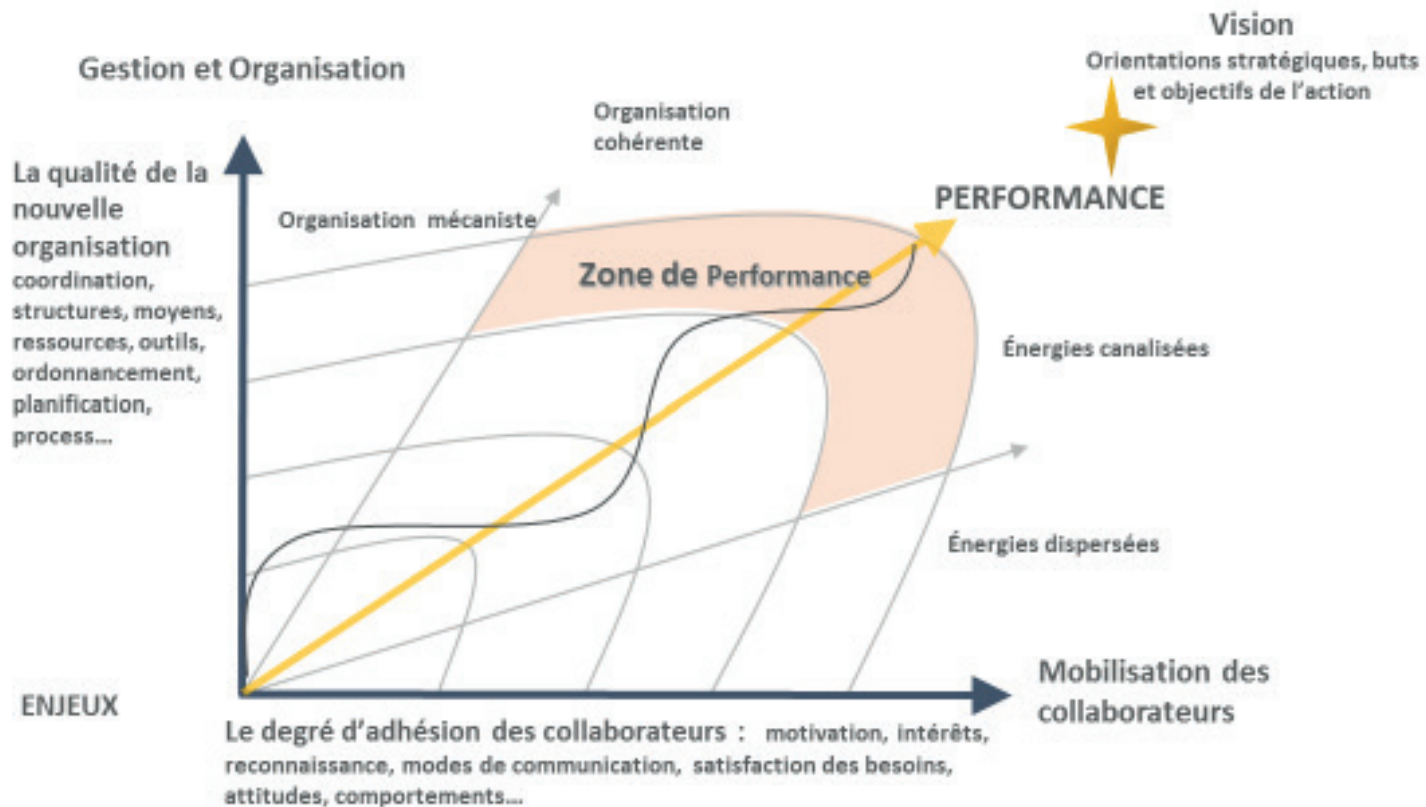 Vision
Orientations stratégiques, buts
et objectifs de l'action
Gestion et Organisation
Organisation
cohérente
La qualité de la
nouvelle
organisation
coordination,
structures, moyens,
ressources, outils,
ordonnancement,
planification,
process...
Organisation mécaniste
PERFORMANCE
Zone de Performance
Énergies canalisées
Énergies dispersées
ENJEUX
Mobilisation des
collaborateurs
Le degré d'adhésion des collaborateurs : motivation, intérêts,
reconnaissance, modes de communication, satisfaction des besoins,
attitudes, comportements...